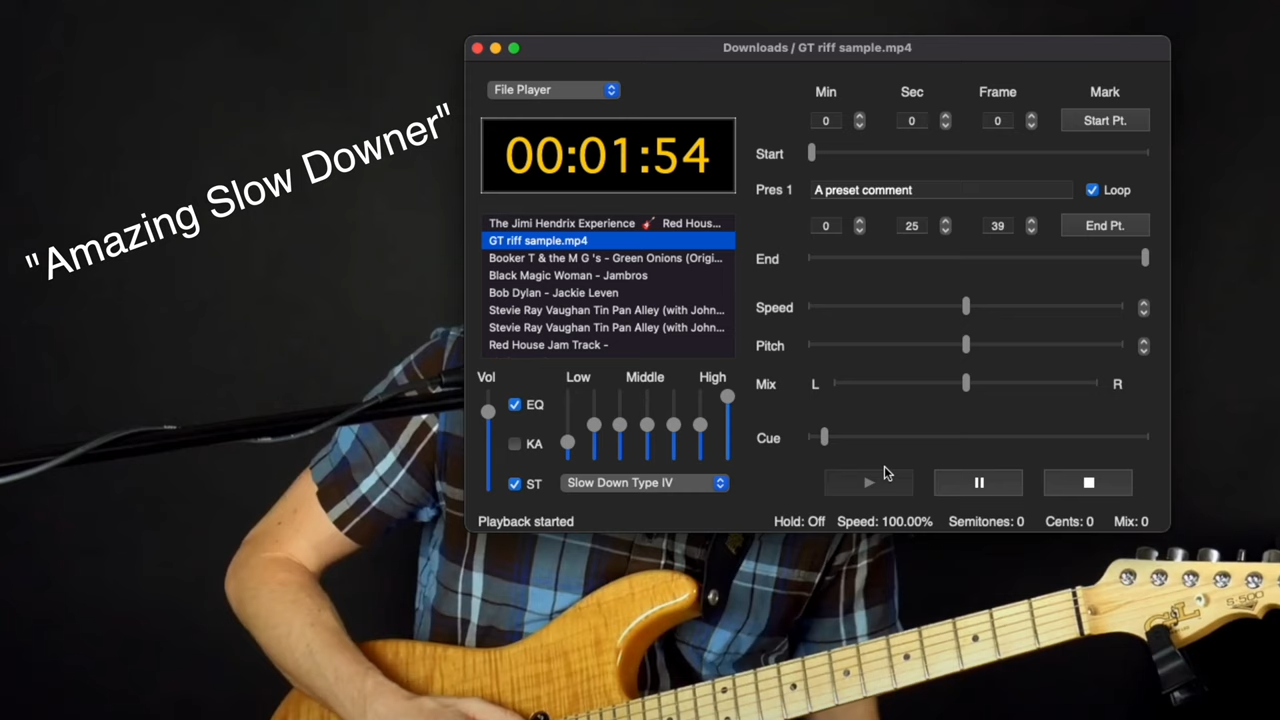 "Amazing Slow Downer"
Downloads / GT riff sample.mp4
File Player
00:01:54
Min Sec Frame Mark
0 0 0 Start Pt.
Start
Pres 1 A preset comment Loop
0 25 39 End Pt.
End
The Jimi Hendrix Experience 🎸 Red Hous...
GT riff sample.mp4
Booker T & the M G 's - Green Onions (Origi...
Black Magic Woman - Jambros
Bob Dylan - Jackie Leven
Stevie Ray Vaughan Tin Pan Alley (with John...
Stevie Ray Vaughan Tin Pan Alley (with John...
Red House Jam Track -
Speed
Pitch
Mix L R
Cue
Vol Low Middle High
EQ
KA
ST Slow Down Type IV
Playback started Hold: Off Speed: 100.00% Semitones: 0 Cents: 0 Mix: 0
S-500
G&L